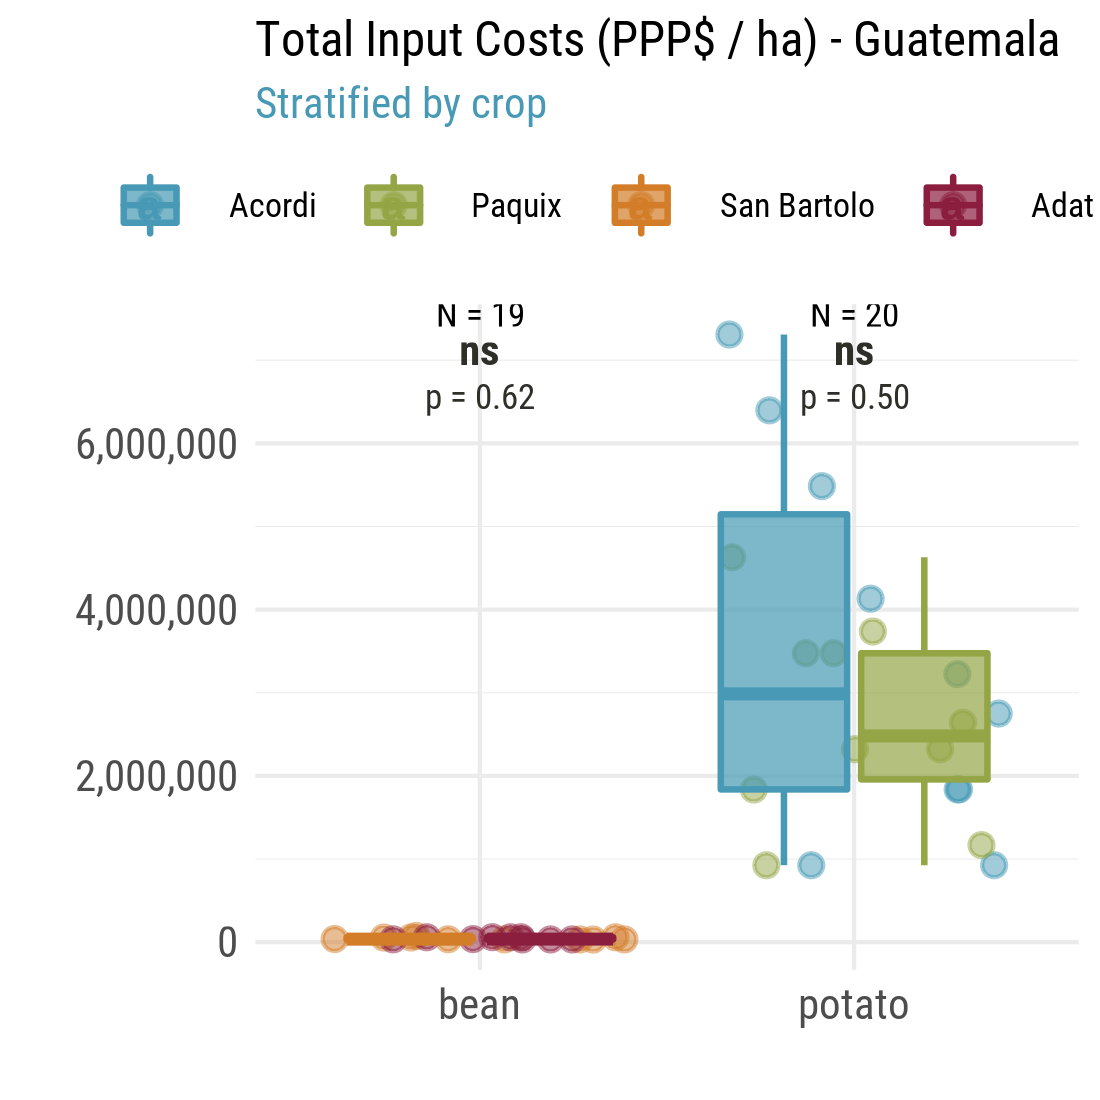 Total Input Costs (PPP$ / ha) - Guatemala
Stratified by crop
Acordi Paquix San Bartolo Adat
N = 19 N = 20
ns ns
p = 0.62 p = 0.50
6,000,000
4,000,000
2,000,000
0
bean potato